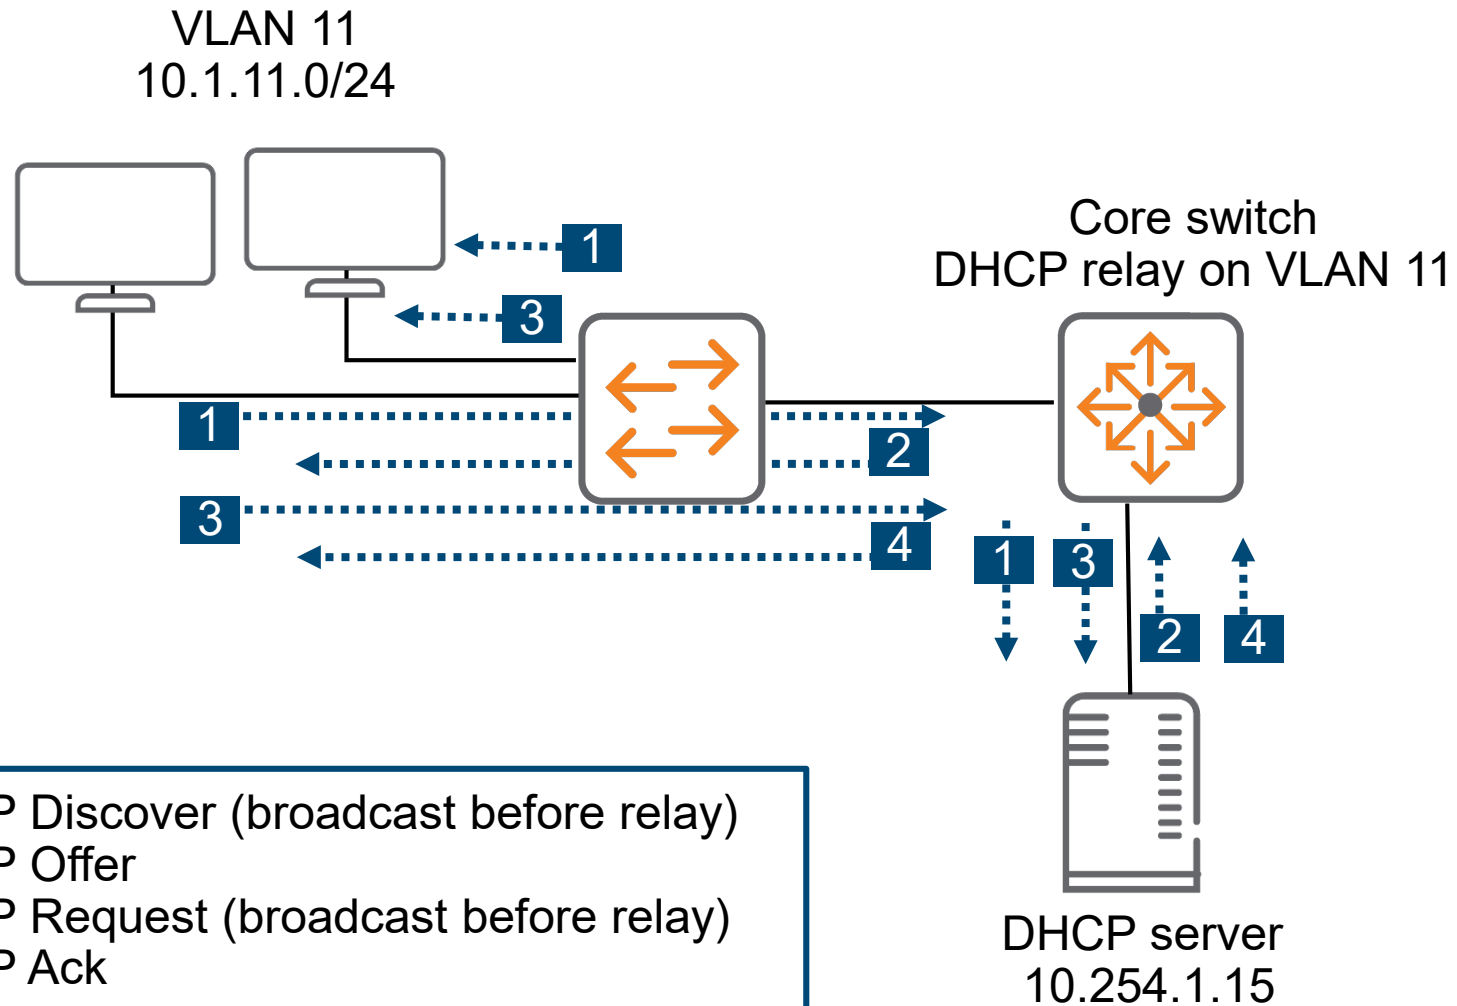 VLAN 11
10.1.11.0/24
Core switch
DHCP relay on VLAN 11
1
3
1
2
3
4
1
3
2
4
P Discover (broadcast before relay)
P Offer
P Request (broadcast before relay)
P Ack
DHCP server
10.254.1.15